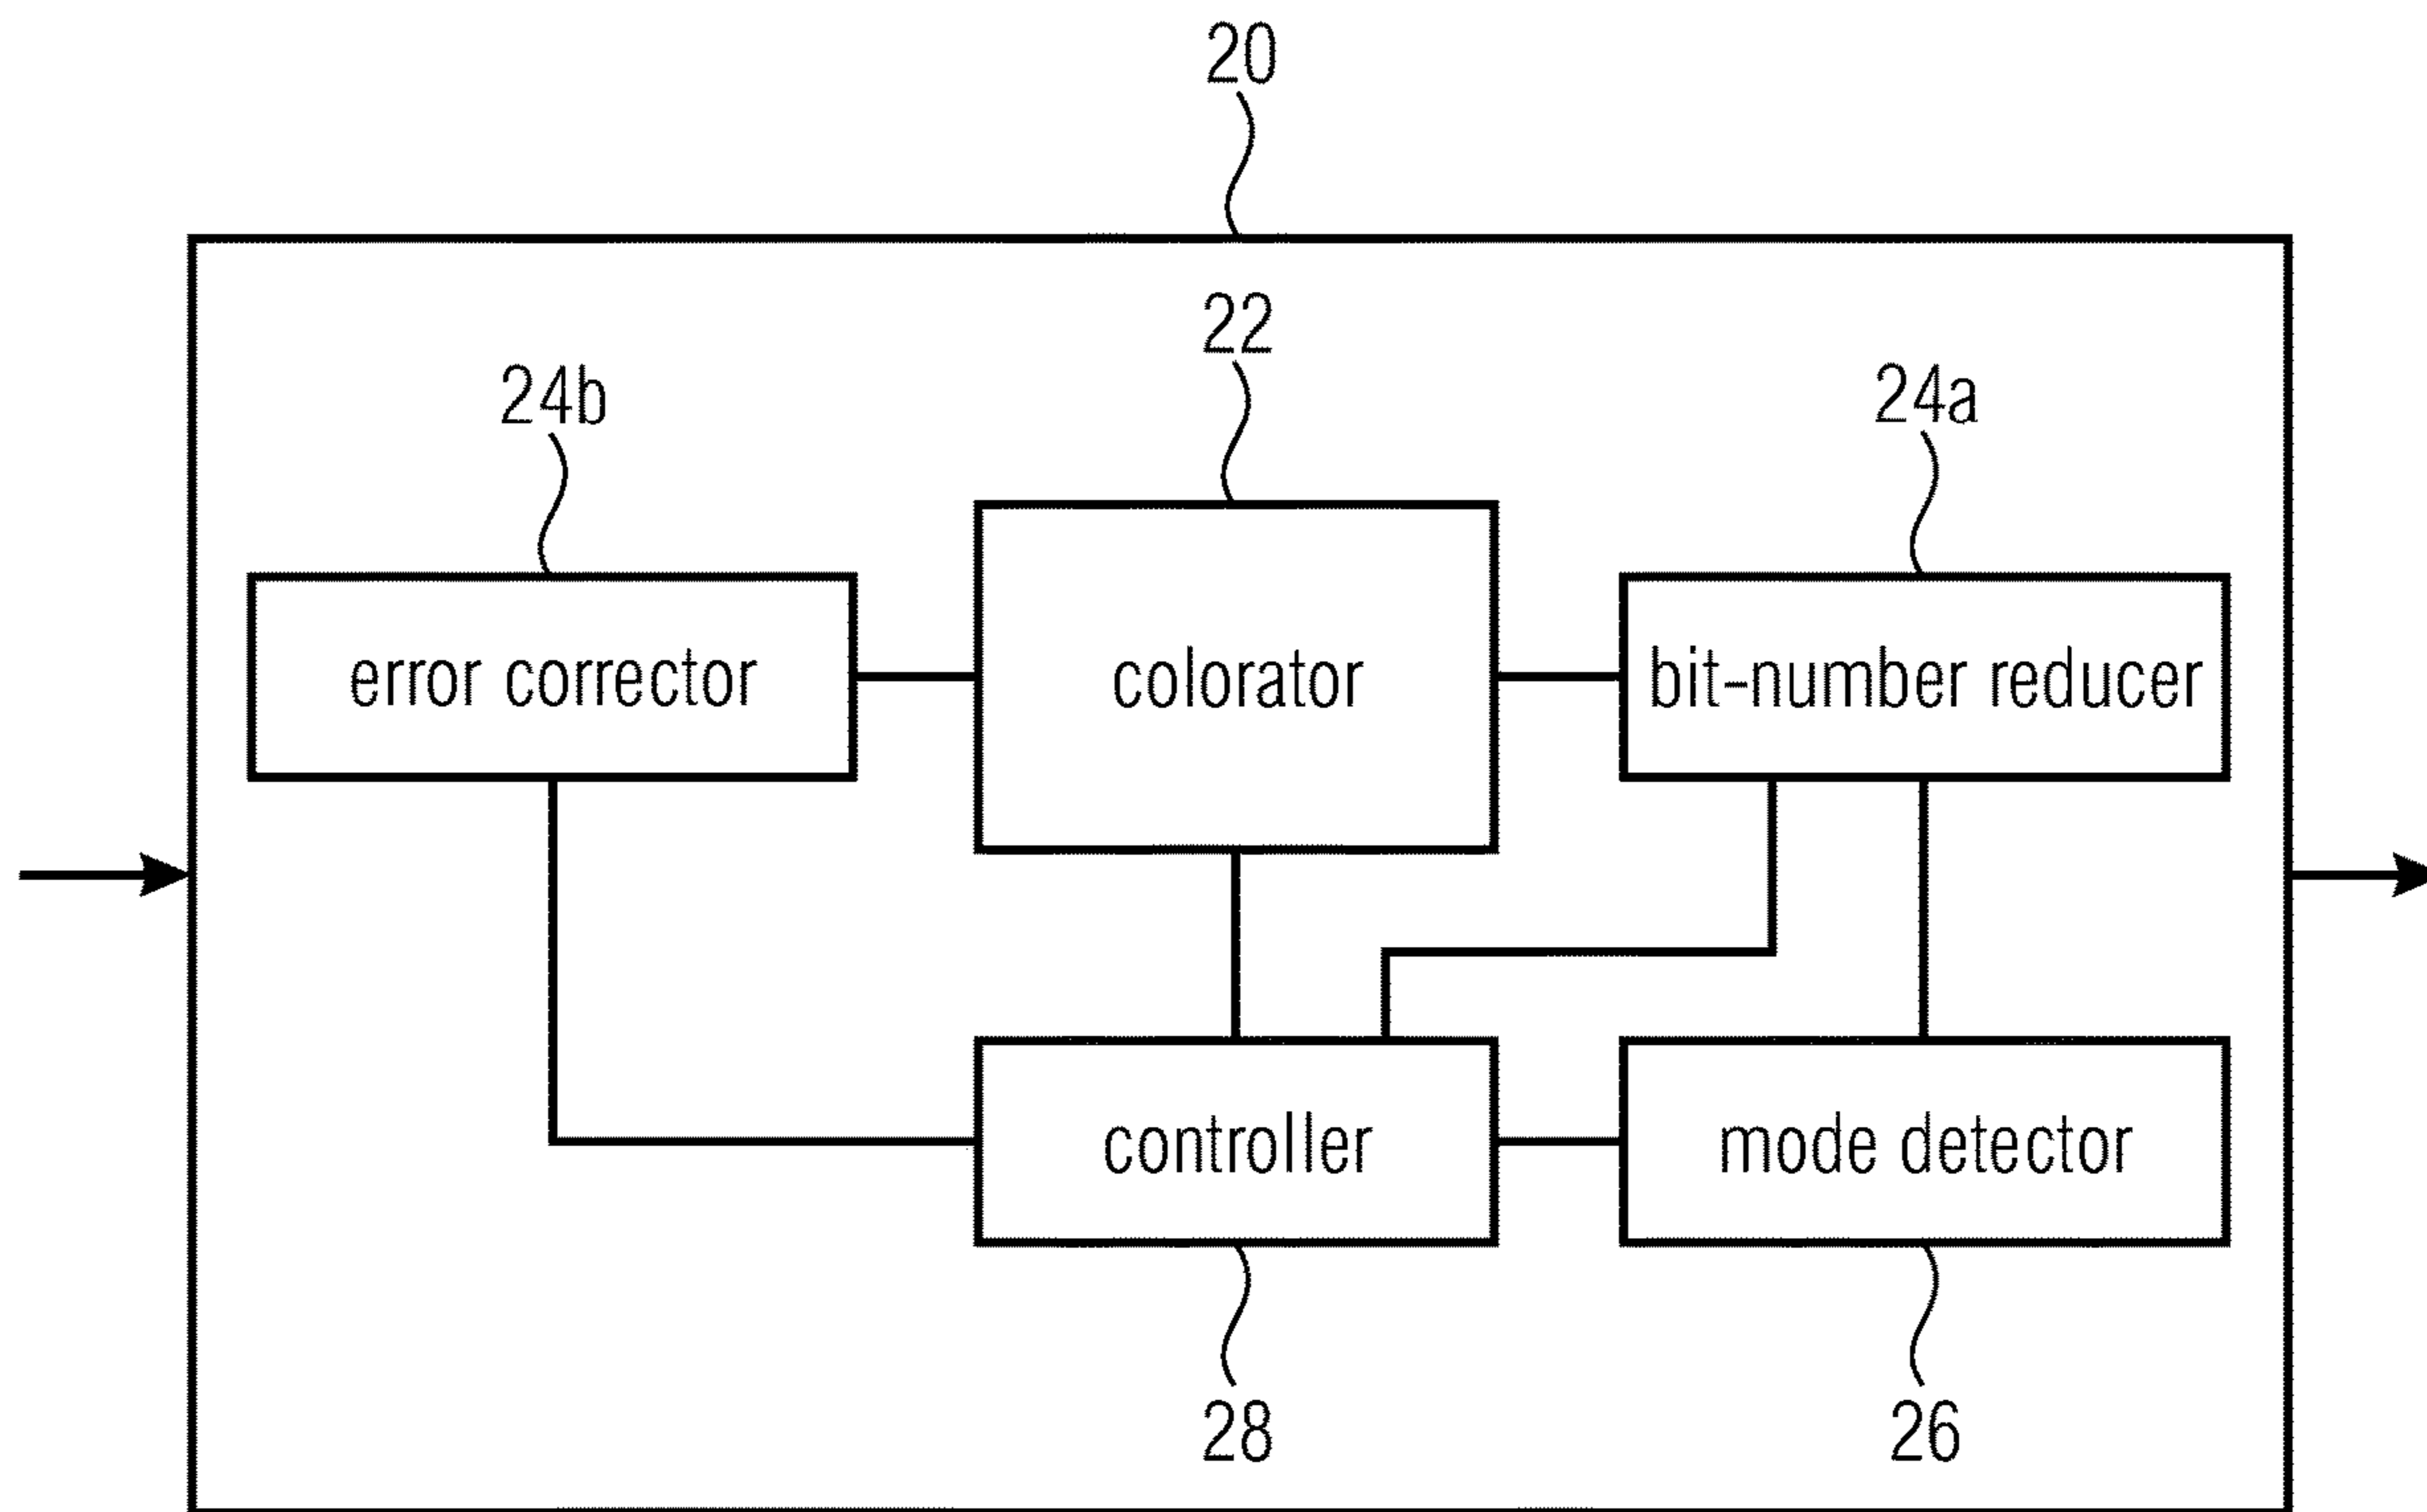 20
22
24b
24a
error corrector
colorator
bit-number reducer
controller
mode detector
28
26